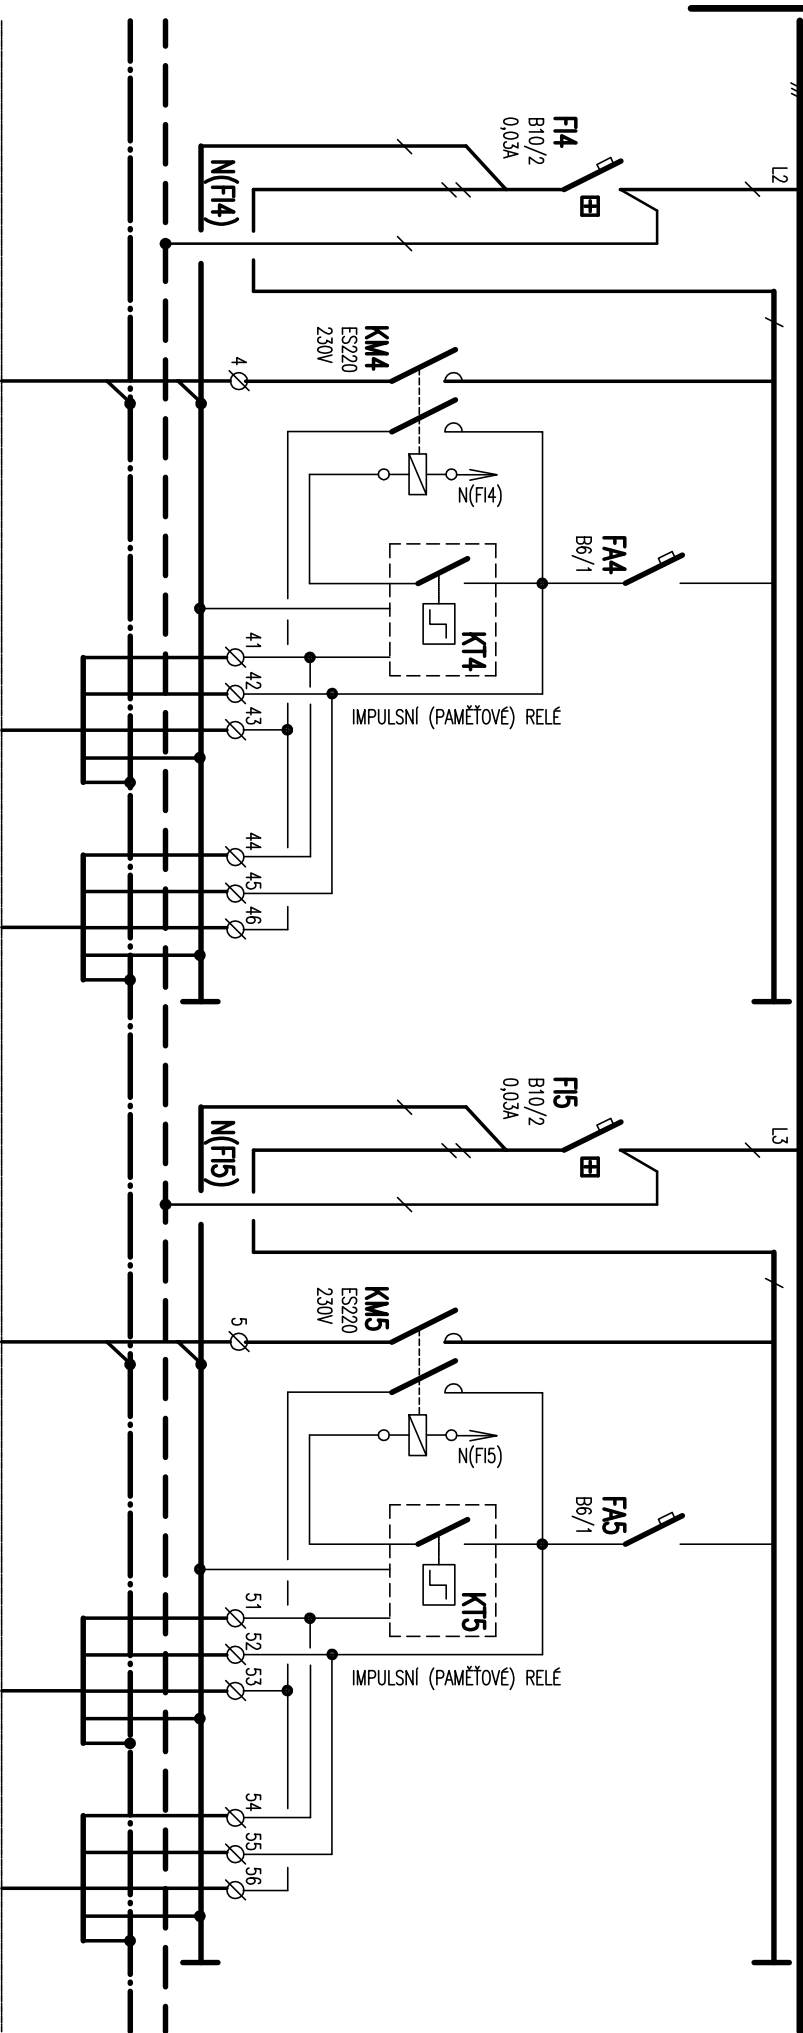 L2
FI4
B10/2
0,03A
N(FI4)
KM4
ES220
230V
4
N(FI4)
FA4
B6/1
KT4
41
42
43
IMPULSNÍ (PAMĚŤOVÉ) RELÉ
44
45
46
L3
FI5
B10/2
0,03A
N(FI5)
KM5
ES220
230V
5
N(FI5)
FA5
B6/1
KT5
51
52
53
IMPULSNÍ (PAMĚŤOVÉ) RELÉ
54
55
56